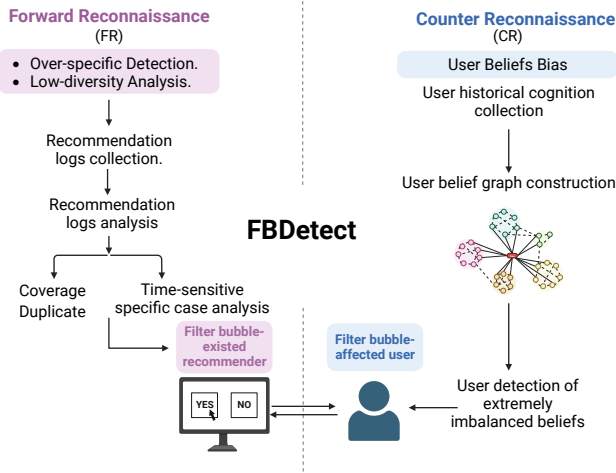 Forward Reconnaissance
(FR)
• Over-specific Detection.
• Low-diversity Analysis.
Recommendation
logs collection.
Recommendation
logs analysis
Coverage
Duplicate
Time-sensitive
specific case analysis
Filter bubble-
existed
recommender
YES
NO
FBDetect
Counter Reconnaissance
(CR)
User Beliefs Bias
User historical cognition
collection
User belief graph construction
User detection of
extremely
imbalanced beliefs
Filter bubble-
affected user